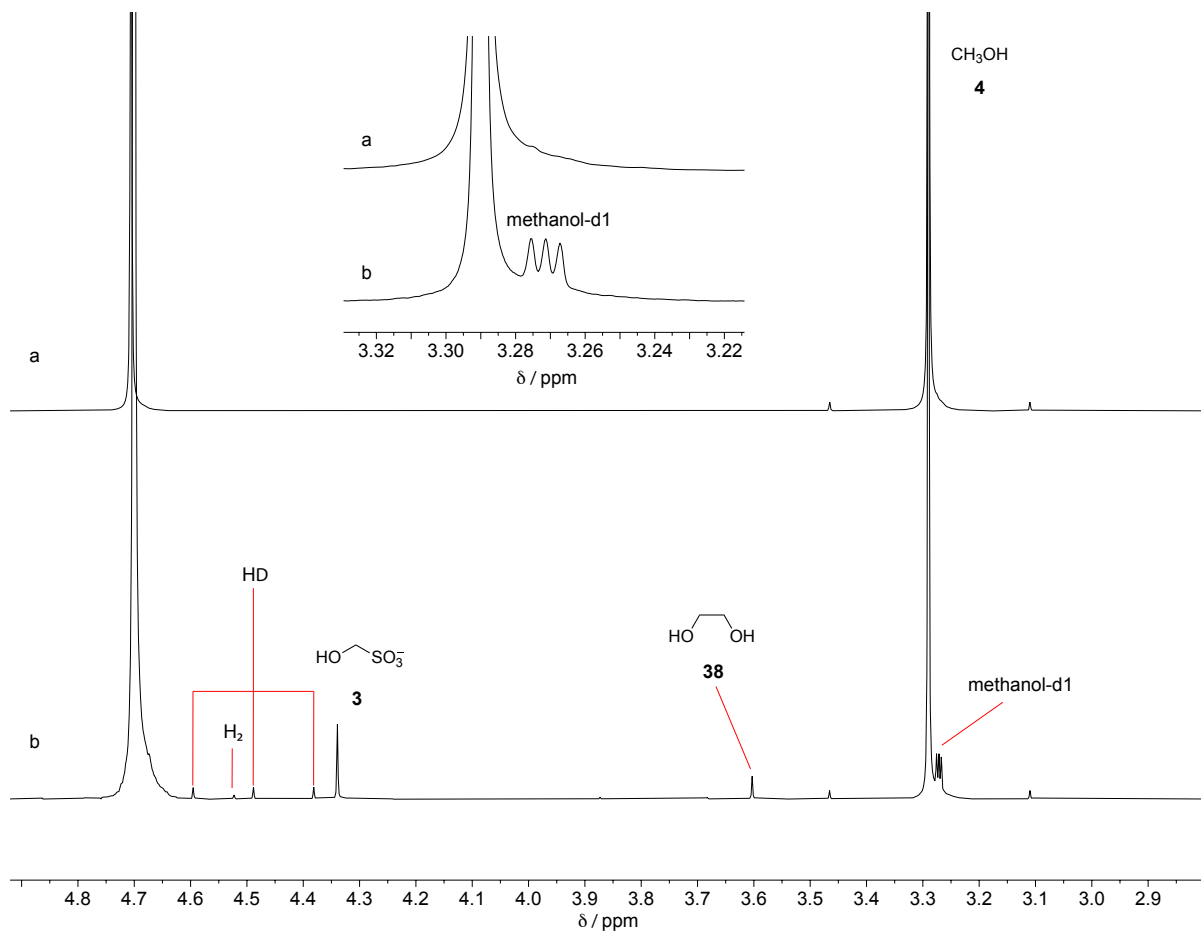 CH₃OH
4
a
methanol-d1
b
3.32 3.30 3.28 3.26 3.24 3.22
δ / ppm
a
HD
HO SO₃⁻
HO OH
3
38
H₂
methanol-d1
b
4.8 4.7 4.6 4.5 4.4 4.3 4.2 4.1 4.0 3.9 3.8 3.7 3.6 3.5 3.4 3.3 3.2 3.1 3.0 2.9
δ / ppm